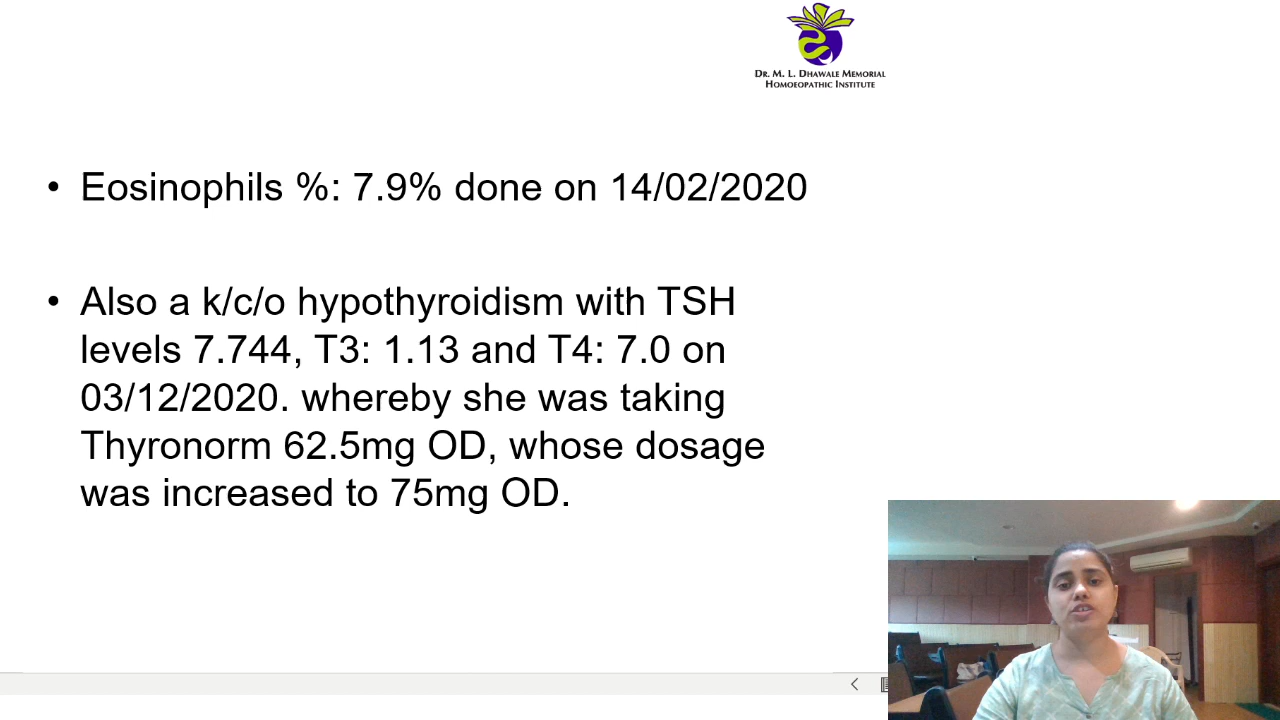 DR. M. L. DHAWALE MEMORIAL
HOMOEOPATHIC INSTITUTE
• Eosinophils %: 7.9% done on 14/02/2020
• Also a k/c/o hypothyroidism with TSH
levels 7.744, T3: 1.13 and T4: 7.0 on
03/12/2020. whereby she was taking
Thyronorm 62.5mg OD, whose dosage
was increased to 75mg OD.